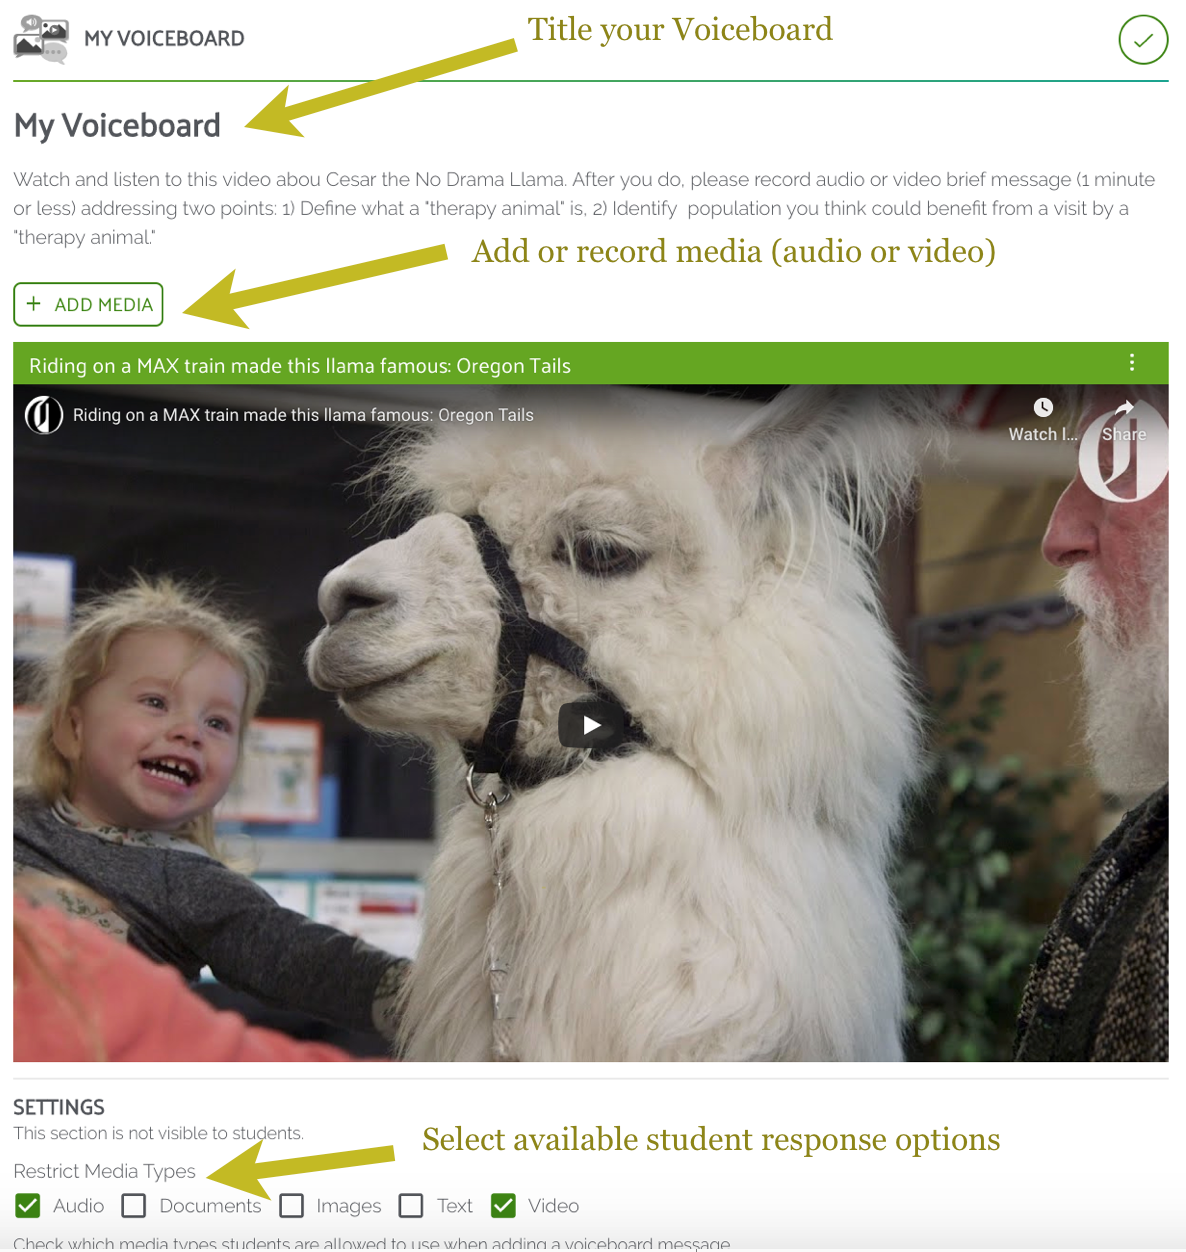 Title your Voiceboard
MY VOICEBOARD
My Voiceboard
Watch and listen to this video abou Cesar the No Drama Llama. After you do, please record audio or video brief message (1 minute
or less) addressing two points: 1) Define what a "therapy animal" is, 2) Identify  population you think could benefit from a visit by a
"therapy animal."
Add or record media (audio or video)
+ ADD MEDIA
Riding on a MAX train made this llama famous: Oregon Tails
Riding on a MAX train made this llama famous: Oregon Tails
Watch l...
Share
SETTINGS
This section is not visible to students.
Select available student response options
Restrict Media Types
Audio Documents Images Text Video
Check which media types students are allowed to use when adding a voiceboard message